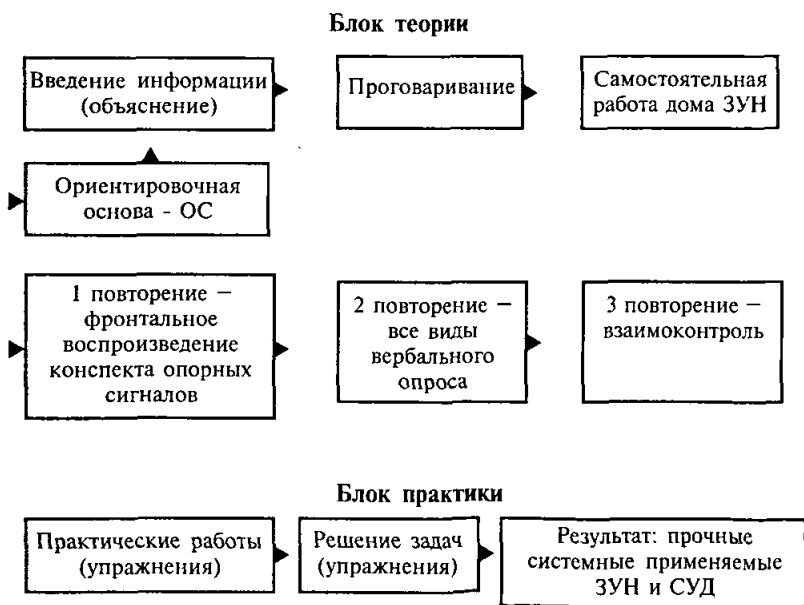 Блок теории
Введение информации
(объяснение)
Проговаривание
Самостоятельная
работа дома ЗУН
Ориентировочная
основа - ОС
1 повторение —
фронтальное
воспроизведение
конспекта опорных
сигналов
2 повторение —
все виды
вербального
опроса
3 повторение —
взаимоконтроль
Блок практики
Практические работы
(упражнения)
Решение задач
(упражнения)
Результат: прочные
системные применяемые
ЗУН и СУД